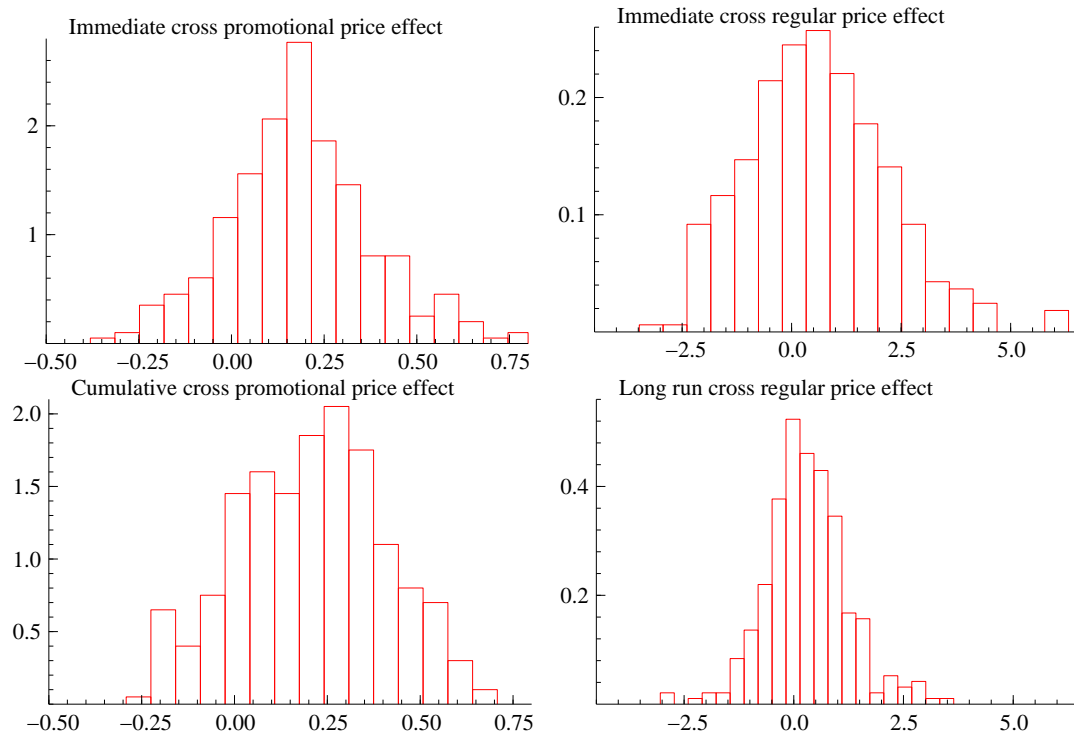 Immediate cross promotional price effect
2
1
−0.50 −0.25 0.00 0.25 0.50 0.75
Immediate cross regular price effect
0.2
0.1
−2.5 0.0 2.5 5.0
Cumulative cross promotional price effect
2.0
1.5
1.0
0.5
−0.50 −0.25 0.00 0.25 0.50 0.75
Long run cross regular price effect
0.4
0.2
−2.5 0.0 2.5 5.0